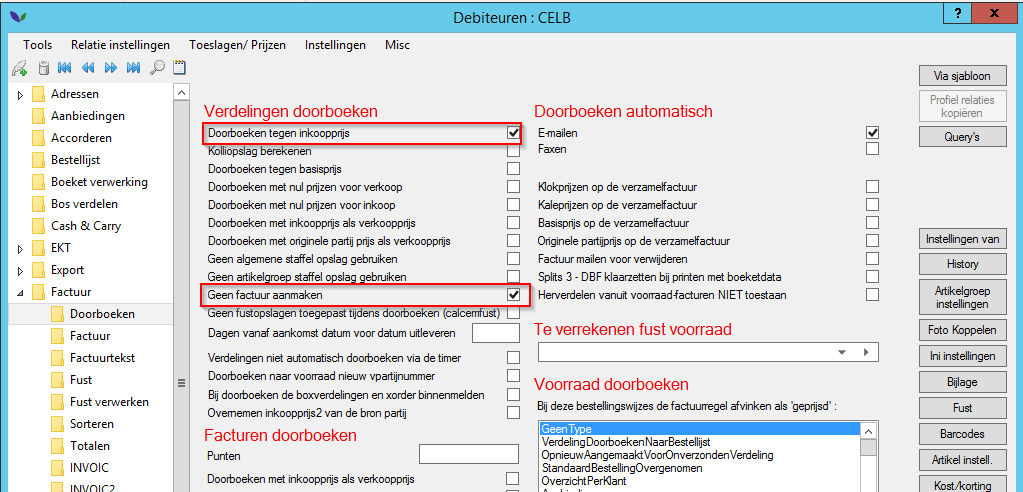 Debiteuren : CELB
?
X
Tools Relatie instellingen Toeslagen/ Prijzen Instellingen Misc
Adressen
Aanbiedingen
Accorderen
Bestellijst
Boeket verwerking
Bos verdelen
Cash & Carry
EKT
Export
Factuur
Doorboeken
Factuur
Factuurtekst
Fust
Fust verwerken
Sorteren
Totalen
INVOIC
INVOIC2
Verdelingen doorboeken
Doorboeken tegen inkoopprijs
Kolliopslag berekenen
Doorboeken tegen basisprijs
Doorboeken met nul prijzen voor verkoop
Doorboeken met nul prijzen voor inkoop
Doorboeken met inkoopprijs als verkoopprijs
Doorboeken met originele partij prijs als verkoopprijs
Geen algemene staffel opslag gebruiken
Geen artikelgroep staffel opslag gebruiken
Geen factuur aanmaken
Geen fustopslagen toegepast tijdens doorboeken (calcemfust)
Dagen vanaf aankomst datum voor datum uitleveren
Verdelingen niet automatisch doorboeken via de timer
Doorboeken naar voorraad nieuw vpartijnummer
Bij doorboeken de boxverdelingen en xorder binnenmelden
Overnemen inkoopprijs2 van de bron partij
Facturen doorboeken
Punten
Doorboeken met inkoopprijs als verkoopprijs
Doorboeken automatisch
E-mailen
Faxen
Klokprijzen op de verzamelfactuur
Kaleprijzen op de verzamelfactuur
Basisprijs op de verzamelfactuur
Originele partijprijs op de verzamelfactuur
Factuur mailen voor verwijderen
Splits 3 - DBF klaarzetten bij printen met boeketdata
Herverdelen vanuit voorraad-facturen NIET toestaan
Te verrekenen fust voorraad
Voorraad doorboeken
Bij deze bestellingswijzes de factuurregel afvinken als 'geprijsd' :
GeenType
VerdelingDoorboekenNaarBestellijst
OpnieuwAangemaaktVoorOnverzondenVerdeling
StandaardBestellingOvergenomen
OverzichtPerKlant
Via sjabloon
Profiel relaties
kopiëren
Query's
Instellingen van
History
Artikelgroep
instellingen
Foto Koppelen
Ini instellingen
Bijlage
Fust
Barcodes
Artikel instell.
Kost./korting